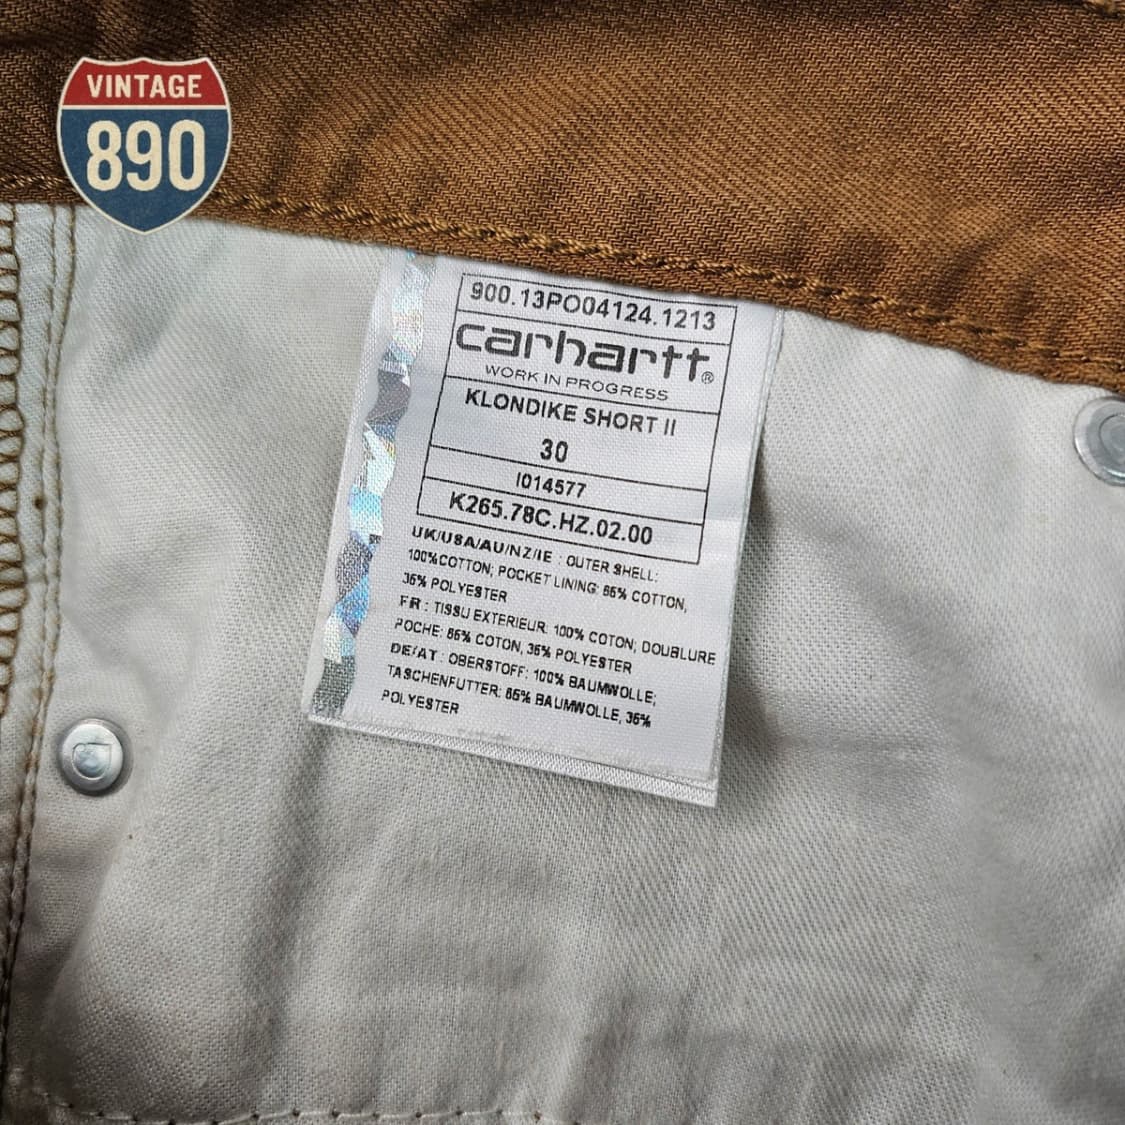 VINTAGE
890
900.13PO04124.1213
carhartt®
WORK IN PROGRESS
KLONDIKE SHORT II
30
I014577
K265.78C.HZ.02.00
UK/USA/AU/NZ/IE : OUTER SHELL:
100%COTTON; POCKET LINING: 65% COTTON,
35% POLYESTER
FR : TISSU EXTERIEUR: 100% COTON; DOUBLURE
POCHE: 65% COTON, 35% POLYESTER
DE/AT : OBERSTOFF: 100% BAUMWOLLE;
TASCHENFUTTER: 65% BAUMWOLLE, 35%
POLYESTER